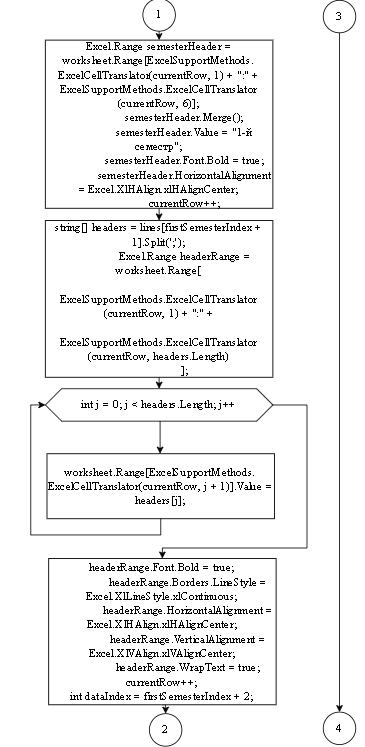 1
3
Excel.Range semesterHeader =
worksheet.Range[ExcelSupportMethods.
ExcelCellTranslator(currentRow, 1) + ":" +
ExcelSupportMethods.ExcelCellTranslator
(currentRow, 6)];
semesterHeader.Merge();
semesterHeader.Value = "1-й
семестр";
semesterHeader.Font.Bold = true;
semesterHeader.HorizontalAlignment
= Excel.XlHAlign.xlHAlignCenter;
currentRow++;
string[] headers = lines[firstSemesterIndex +
1].Split(';');
Excel.Range headerRange =
worksheet.Range[
ExcelSupportMethods.ExcelCellTranslator
(currentRow, 1) + ":" +
ExcelSupportMethods.ExcelCellTranslator
(currentRow, headers.Length)
];
int j = 0; j < headers.Length; j++
worksheet.Range[ExcelSupportMethods.
ExcelCellTranslator(currentRow, j + 1)].Value =
headers[j];
headerRange.Font.Bold = true;
headerRange.Borders.LineStyle =
Excel.XlLineStyle.xlContinuous;
headerRange.HorizontalAlignment =
Excel.XlHAlign.xlHAlignCenter;
headerRange.VerticalAlignment =
Excel.XlVAlign.xlVAlignCenter;
headerRange.WrapText = true;
currentRow++;
int dataIndex = firstSemesterIndex + 2;
2
4